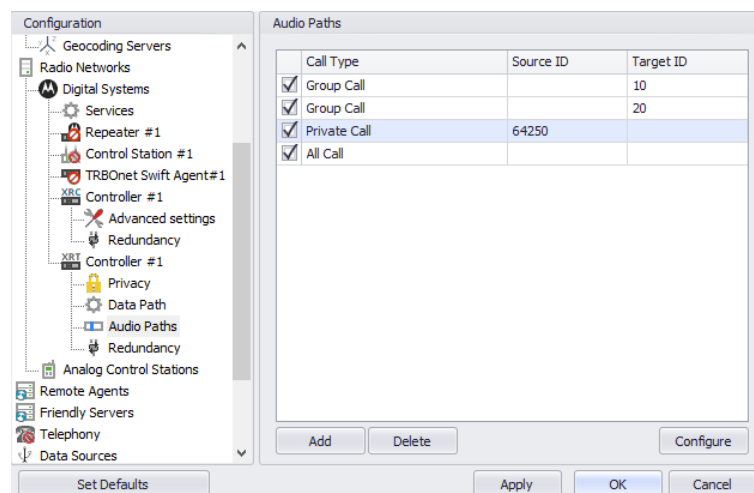 Configuration
Geocoding Servers
Radio Networks
Digital Systems
Services
Repeater #1
Control Station #1
TRBOnet Swift Agent#1
XRC Controller #1
Advanced settings
Redundancy
XRT Controller #1
Privacy
Data Path
Audio Paths
Redundancy
Analog Control Stations
Remote Agents
Friendly Servers
Telephony
Data Sources
Set Defaults
Audio Paths
Call Type Source ID Target ID
Group Call 10
Group Call 20
Private Call 64250
All Call
Add Delete Configure
Apply OK Cancel